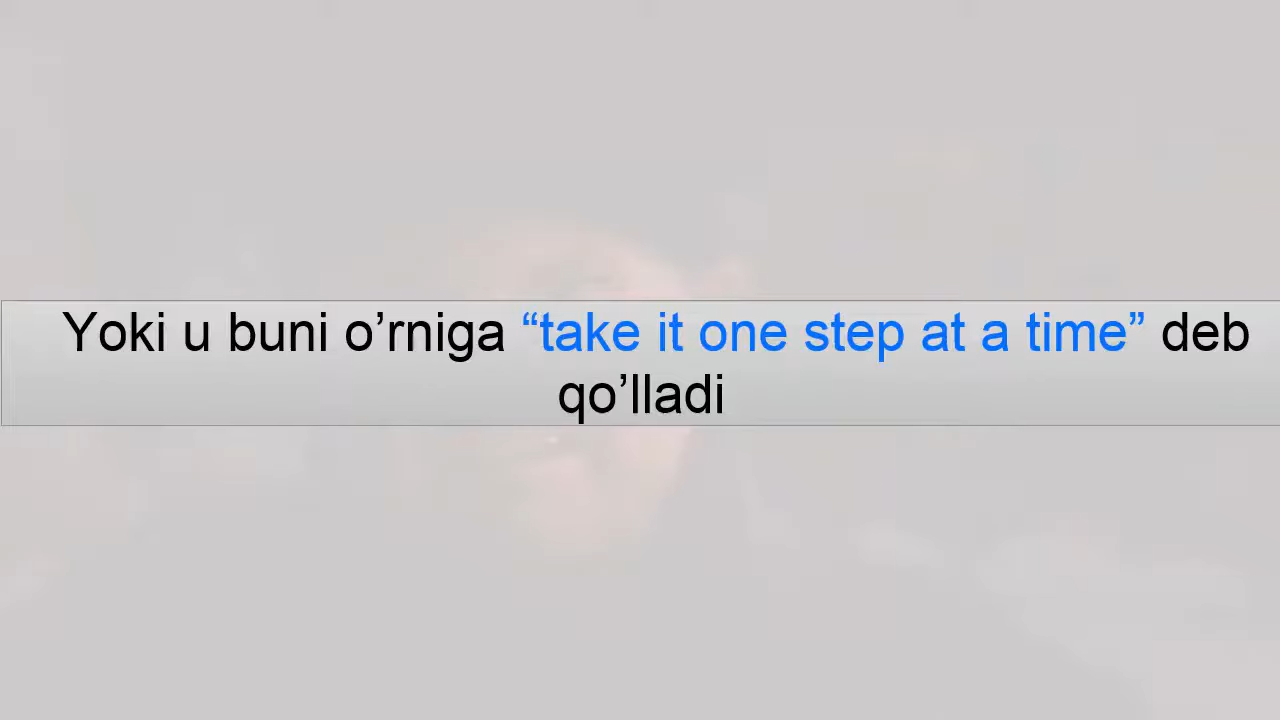 Yoki u buni o’rniga “take it one step at a time” deb
qo’lladi